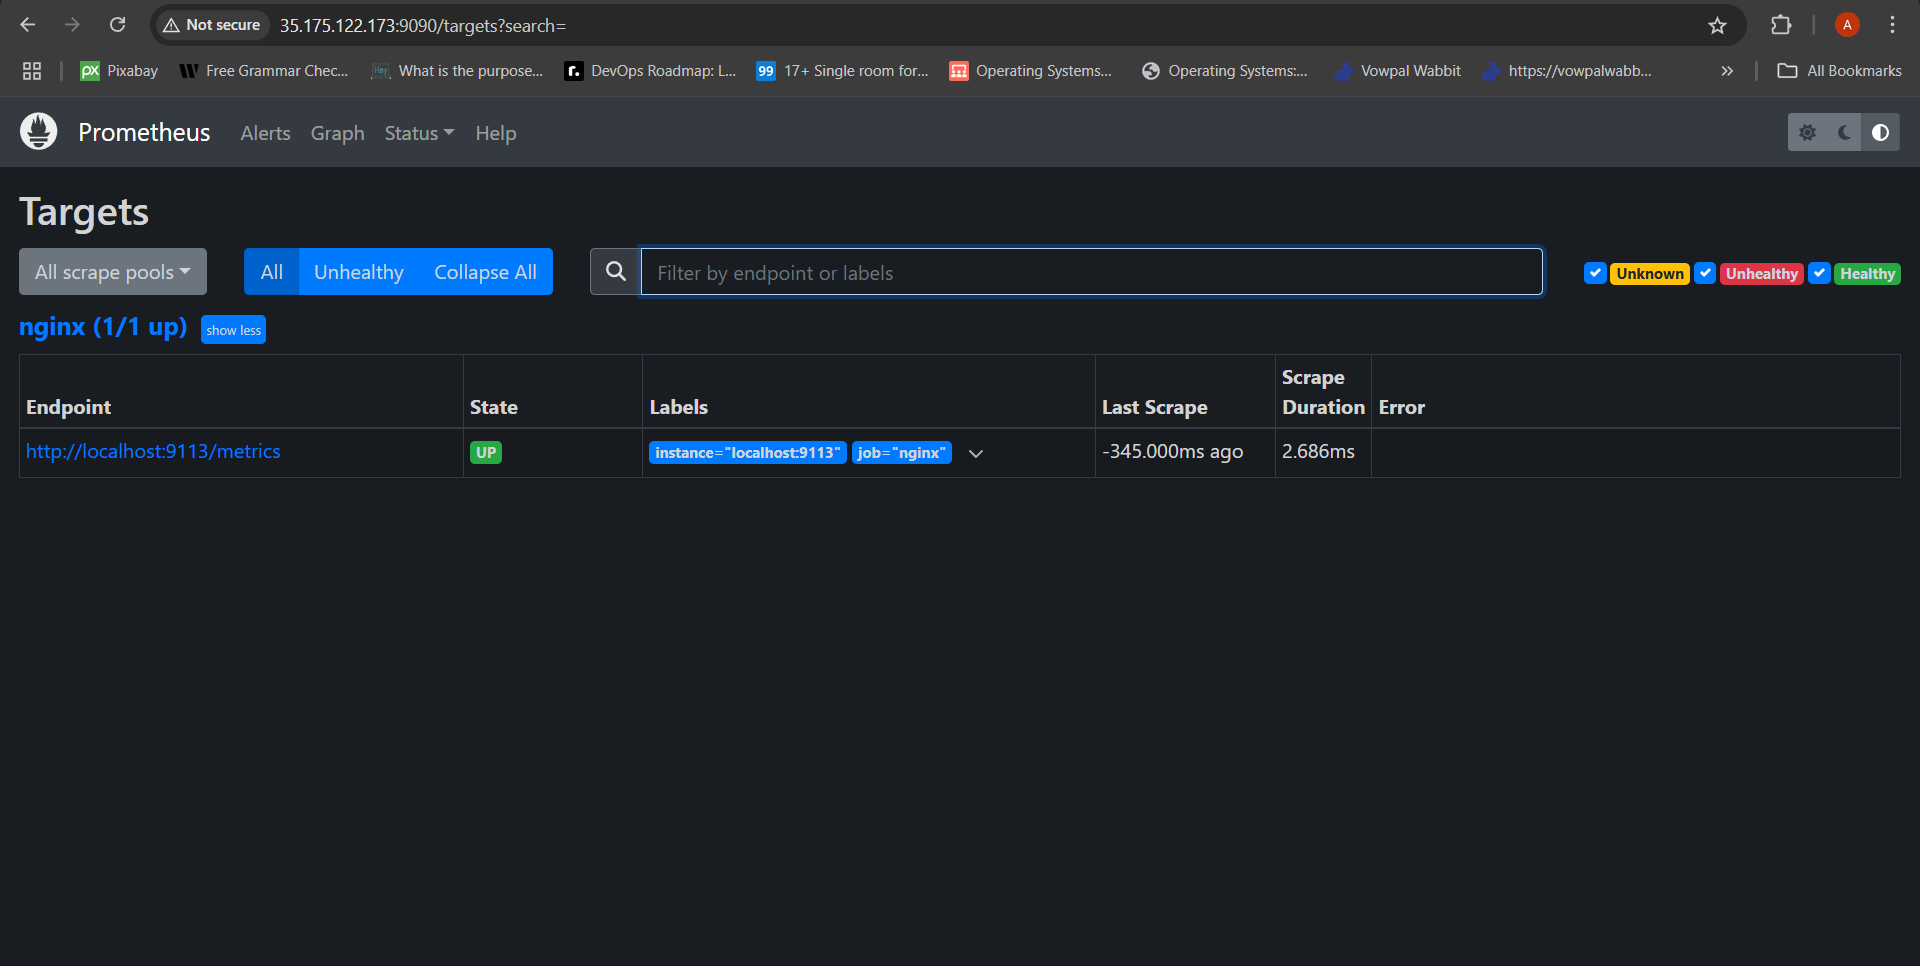 Not secure 35.175.122.173:9090/targets?search= A
px Pixabay Free Grammar Chec... Hey What is the purpose... r. DevOps Roadmap: L... 99 17+ Single room for... Operating Systems... Operating Systems:... Vowpal Wabbit https://vowpalwabb... » All Bookmarks
Prometheus Alerts Graph Status Help
Targets
All scrape pools All Unhealthy Collapse All Filter by endpoint or labels Unknown Unhealthy Healthy
nginx (1/1 up) show less
Endpoint State Labels Last Scrape Scrape Duration Error
http://localhost:9113/metrics UP instance="localhost:9113" job="nginx" -345.000ms ago 2.686ms